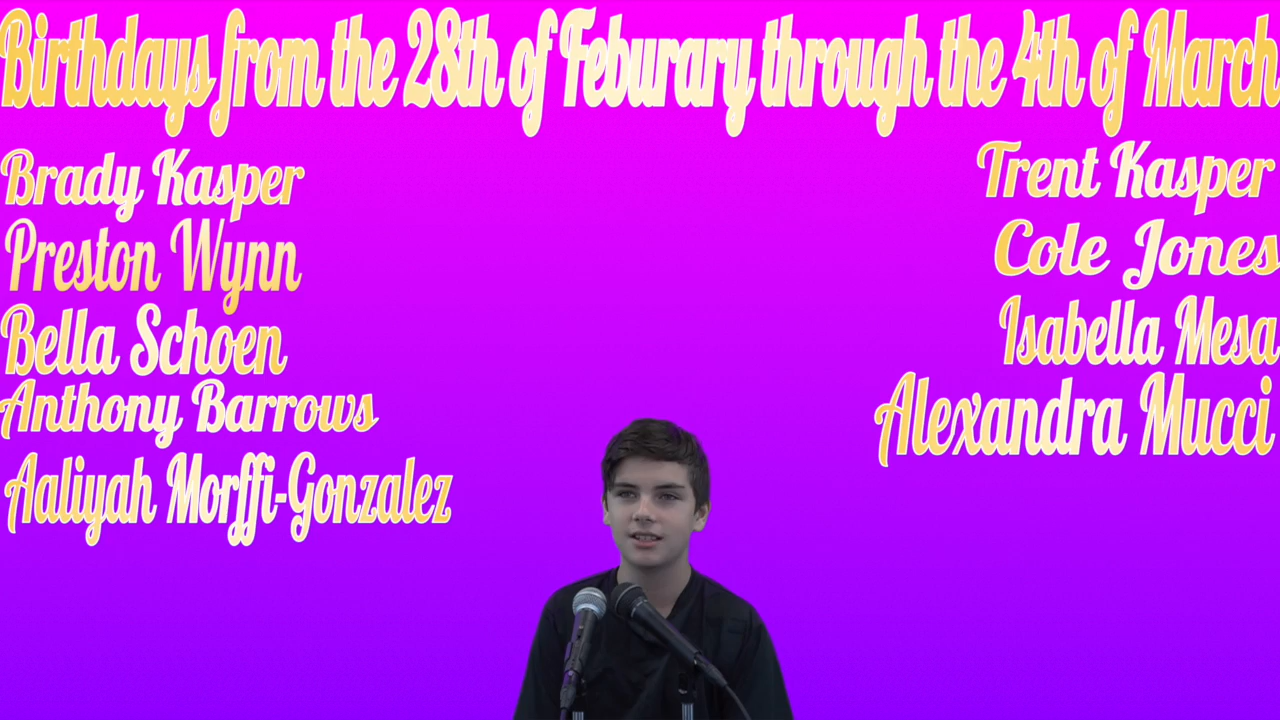 Birthdays from the 28th of Feburary through the 4th of March
Brady Kasper
Preston Wynn
Bella Schoen
Anthony Barrows
Aaliyah Morffi-Gonzalez
Trent Kasper
Cole Jones
Isabella Mesa
Alexandra Mucci